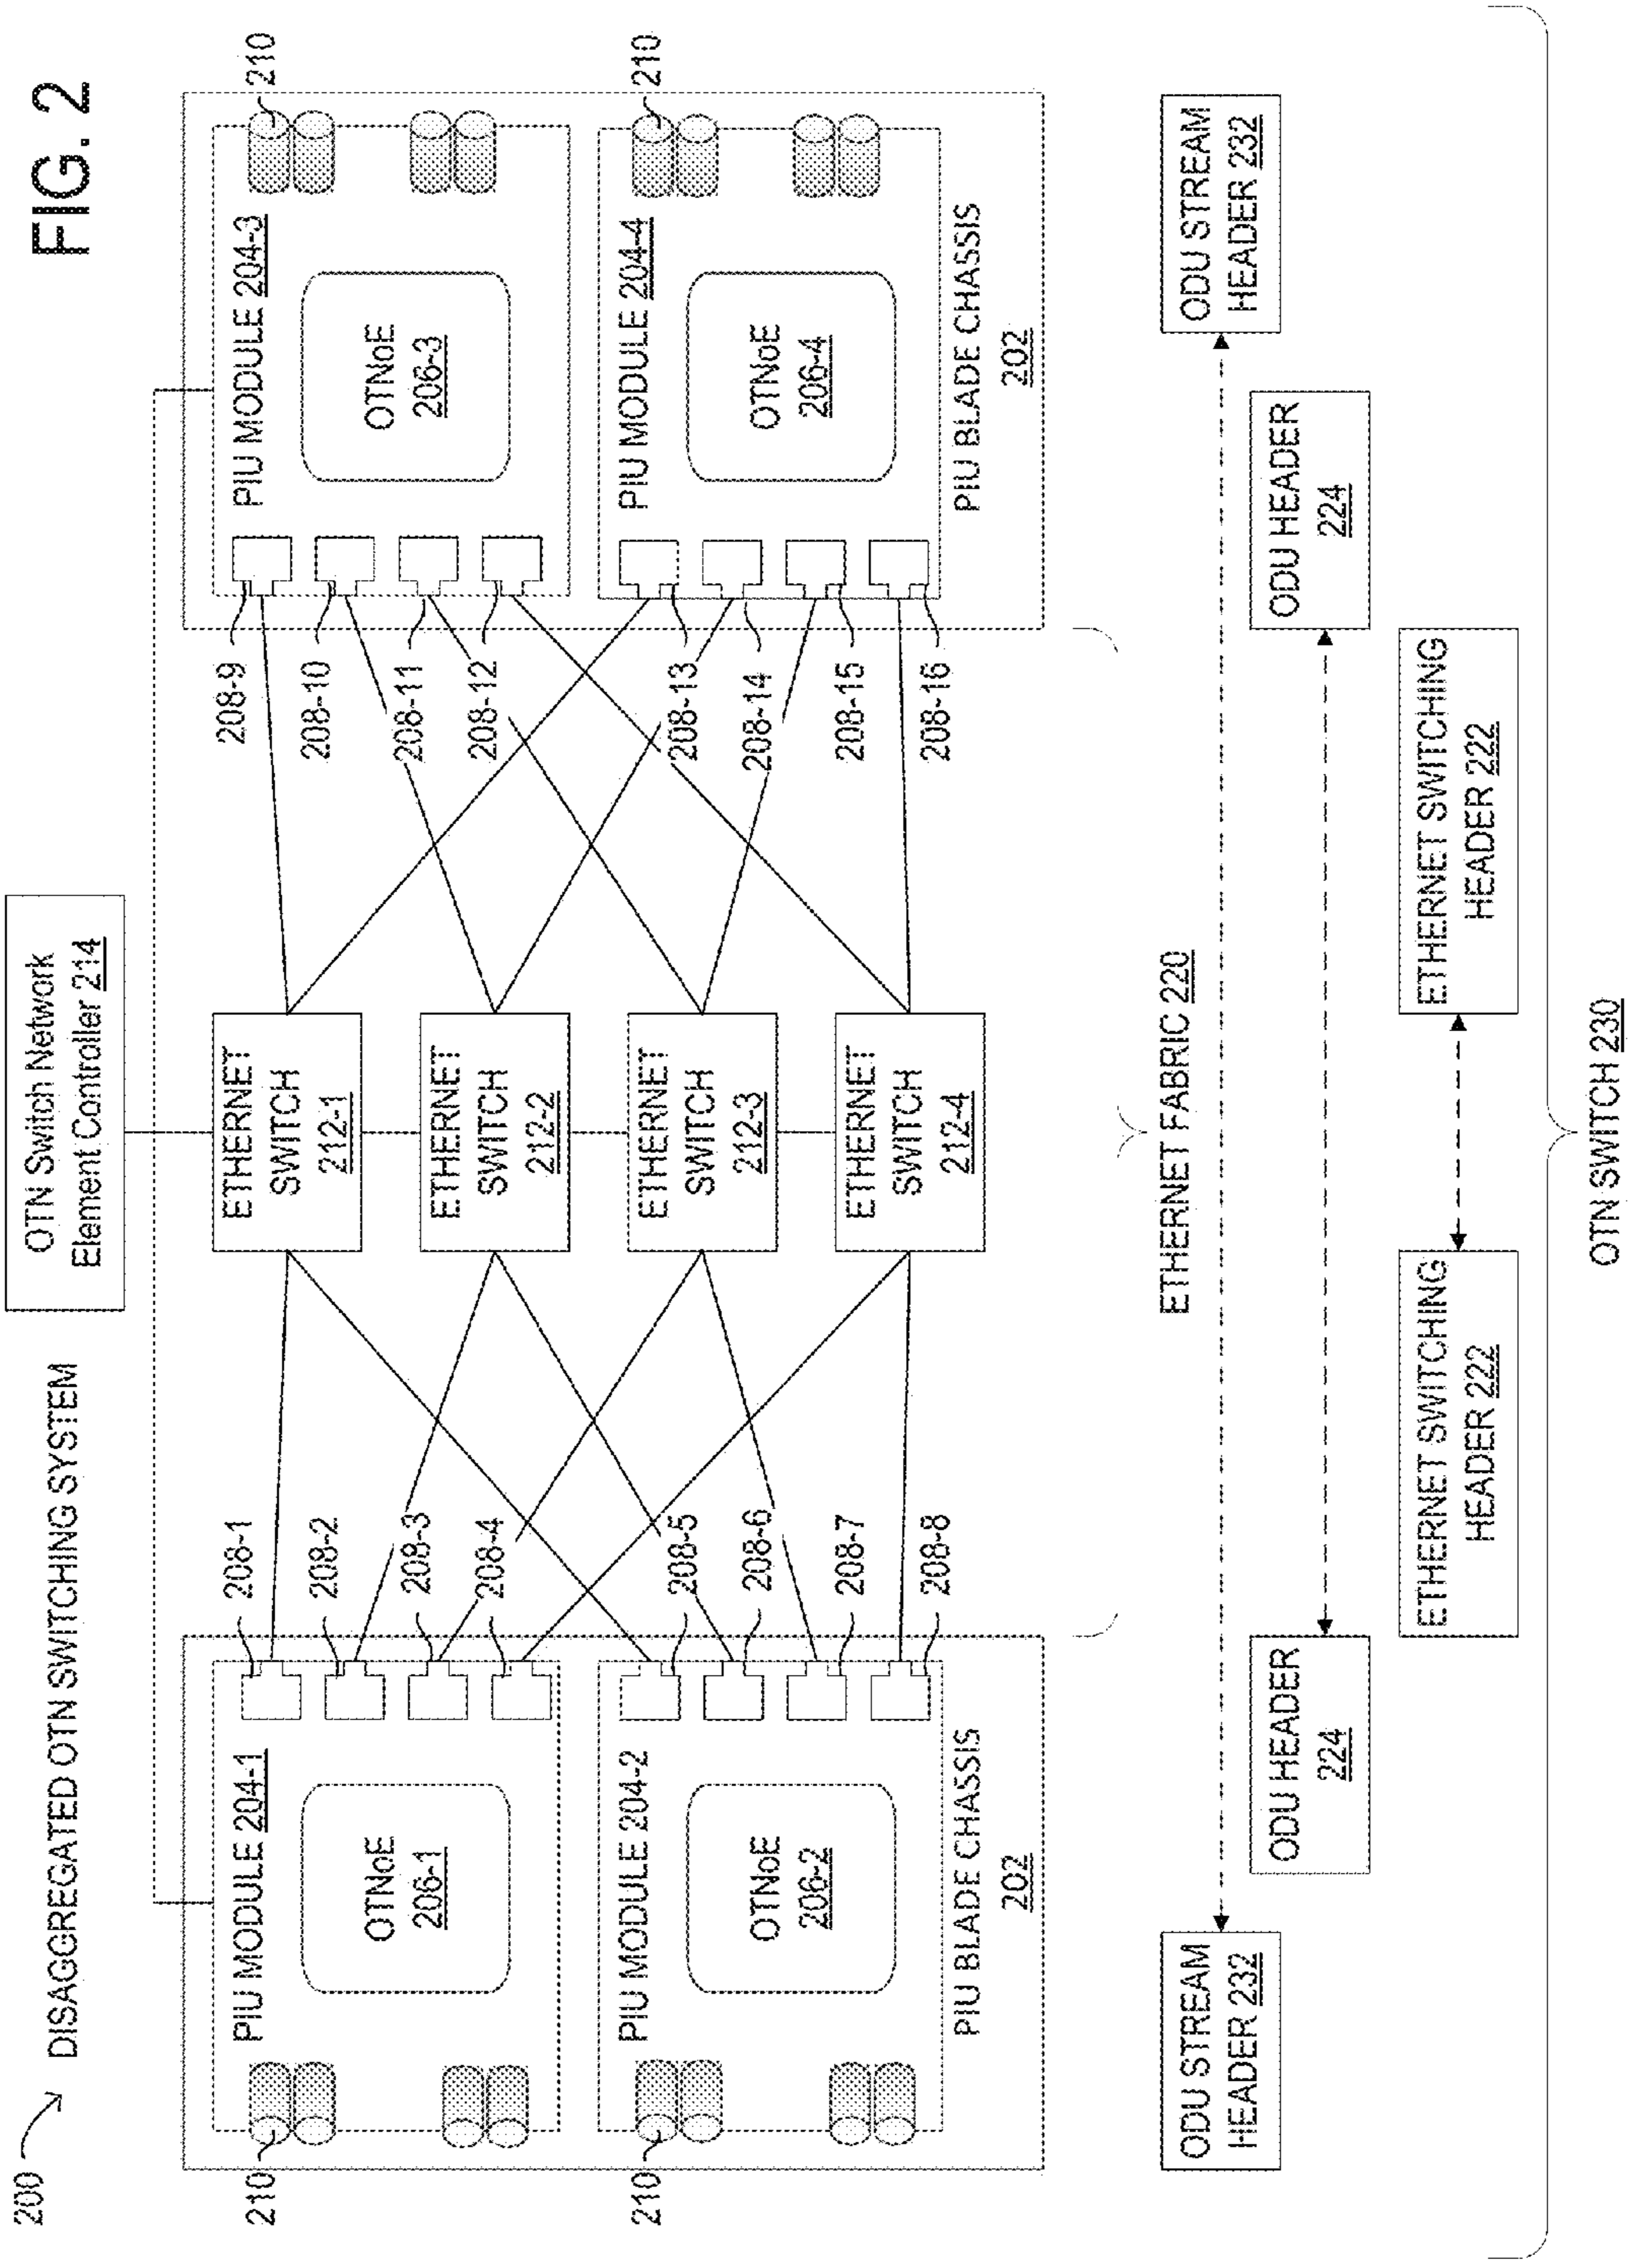 FIG. 2
200
DISAGGREGATED OTN SWITCHING SYSTEM
OTN Switch Network
Element Controller 214
210
PIU MODULE 204-1
OTNoE
206-1
208-1
208-2
208-3
208-4
210
PIU MODULE 204-2
OTNoE
206-2
208-5
208-6
208-7
208-8
PIU BLADE CHASSIS
202
ETHERNET
SWITCH
212-1
ETHERNET
SWITCH
212-2
ETHERNET
SWITCH
212-3
ETHERNET
SWITCH
212-4
208-9
208-10
208-11
208-12
PIU MODULE 204-3
OTNoE
206-3
210
208-13
208-14
208-15
208-16
PIU MODULE 204-4
OTNoE
206-4
210
PIU BLADE CHASSIS
202
ETHERNET FABRIC 220
ODU STREAM
HEADER 232
ODU STREAM
HEADER 232
ODU HEADER
224
ODU HEADER
224
ETHERNET SWITCHING
HEADER 222
ETHERNET SWITCHING
HEADER 222
OTN SWITCH 230